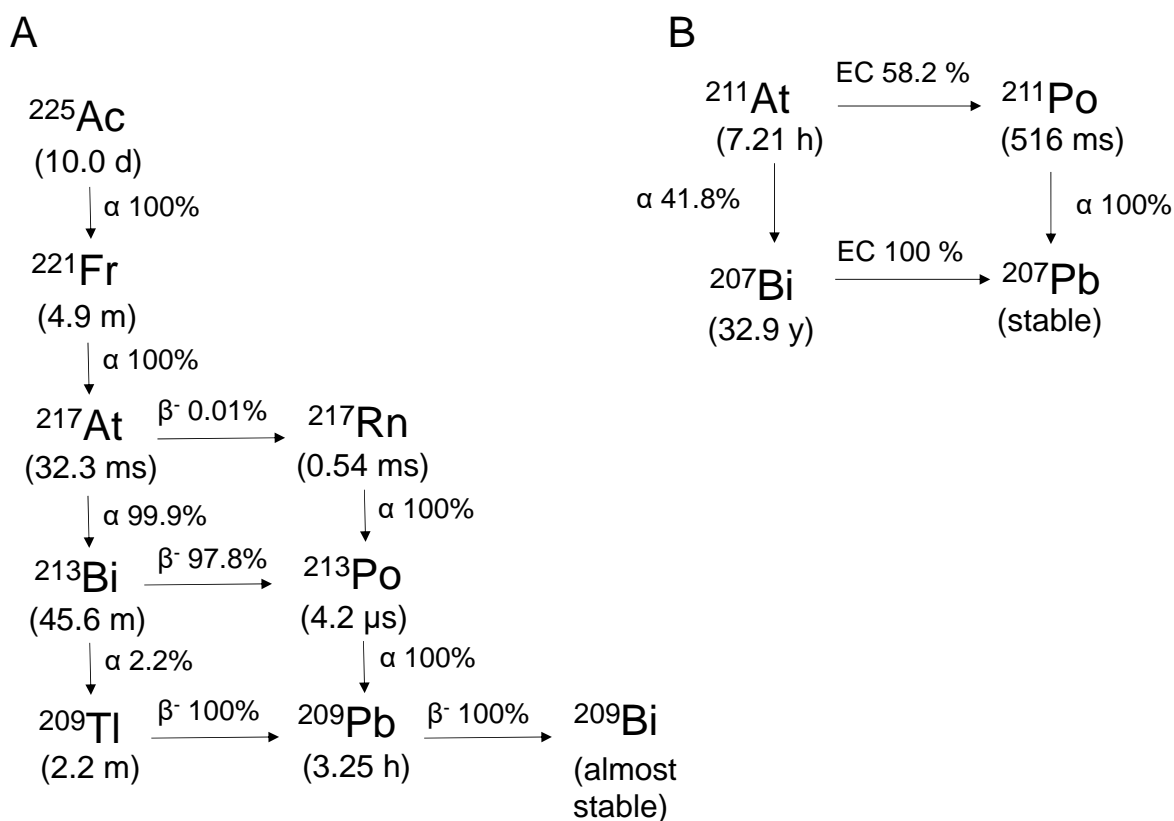 A
²²⁵Ac
(10.0 d)
α 100%
²²¹Fr
(4.9 m)
α 100%
²¹⁷At
β⁻ 0.01%
²¹⁷Rn
(32.3 ms)
(0.54 ms)
α 99.9%
α 100%
²¹³Bi
β⁻ 97.8%
²¹³Po
(45.6 m)
(4.2 µs)
α 2.2%
α 100%
²⁰⁹Tl
β⁻ 100%
²⁰⁹Pb
β⁻ 100%
²⁰⁹Bi
(2.2 m)
(3.25 h)
(almost
stable)
B
²¹¹At
EC 58.2 %
²¹¹Po
(7.21 h)
(516 ms)
α 41.8%
α 100%
²⁰⁷Bi
EC 100 %
²⁰⁷Pb
(32.9 y)
(stable)